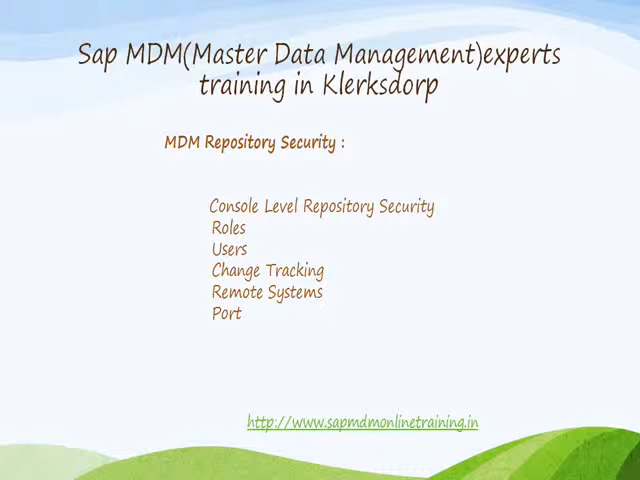 Sap MDM(Master Data Management)experts
training in Klerksdorp
MDM Repository Security :
Console Level Repository Security
Roles
Users
Change Tracking
Remote Systems
Port
http://www.sapmdmonlinetraining.in